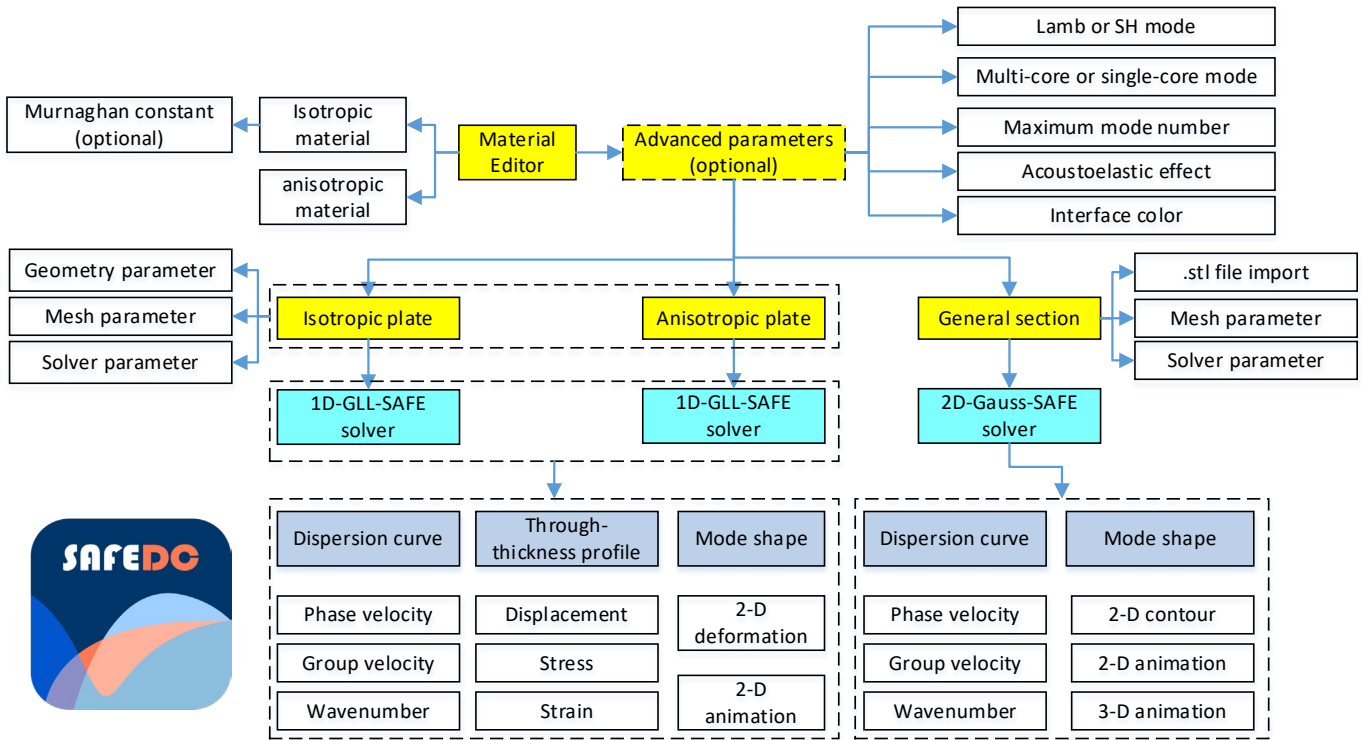 Lamb or SH mode
Multi-core or single-core mode
Maximum mode number
Acoustoelastic effect
Interface color
Murnaghan constant
(optional)
Isotropic
material
anisotropic
material
Material
Editor
Advanced parameters
(optional)
Geometry parameter
Mesh parameter
Solver parameter
Isotropic plate
Anisotropic plate
General section
.stl file import
Mesh parameter
Solver parameter
1D-GLL-SAFE
solver
1D-GLL-SAFE
solver
2D-Gauss-SAFE
solver
SAFEDC
Dispersion curve
Through-
thickness profile
Mode shape
Phase velocity
Displacement
2-D
deformation
Group velocity
Stress
Wavenumber
Strain
2-D
animation
Dispersion curve
Mode shape
Phase velocity
2-D contour
Group velocity
2-D animation
Wavenumber
3-D animation